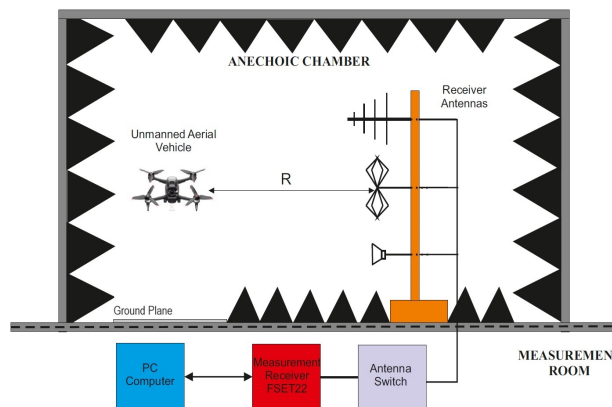 ANECHOIC CHAMBER
Receiver
Antennas
Unmanned Aerial
Vehicle
R
Ground Plane
PC
Computer
Measurement
Receiver
FSET22
Antenna
Switch
MEASUREMEN
ROOM